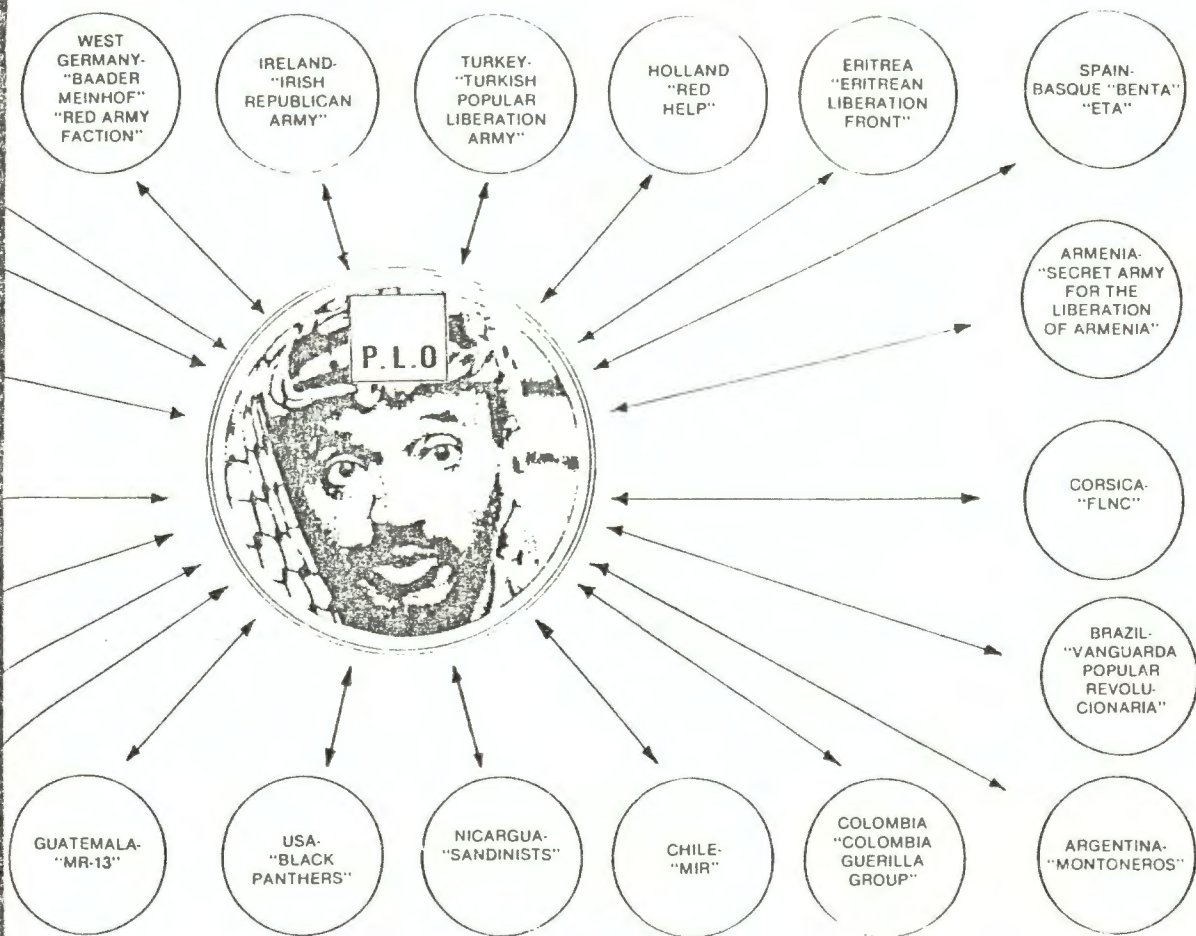 WEST
GERMANY-
"BAADER
MEINHOF"
"RED ARMY
FACTION"
IRELAND-
"IRISH
REPUBLICAN
ARMY"
TURKEY-
"TURKISH
POPULAR
LIBERATION
ARMY"
HOLLAND
"RED
HELP"
ERITREA
"ERITREAN
LIBERATION
FRONT"
SPAIN-
BASQUE "BENTA"
"ETA"
ARMENIA-
"SECRET ARMY
FOR THE
LIBERATION
OF ARMENIA"
P.L.O
CORSICA-
"FLNC"
BRAZIL-
"VANGUARDA
POPULAR
REVOLU-
CIONARIA"
GUATEMALA-
"MR-13"
USA-
"BLACK
PANTHERS"
NICARGUA-
"SANDINISTS"
CHILE-
"MIR"
COLOMBIA
"COLOMBIA
GUERILLA
GROUP"
ARGENTINA-
"MONTONEROS"